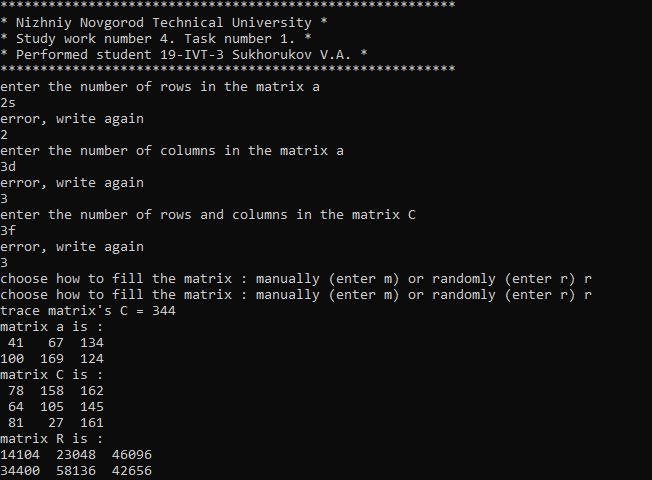 *********************************************************
* Nizhniy Novgorod Technical University *
* Study work number 4. Task number 1. *
* Performed student 19-IVT-3 Sukhorukov V.A. *
*********************************************************
enter the number of rows in the matrix a
2s
error, write again
2
enter the number of columns in the matrix a
3d
error, write again
3
enter the number of rows and columns in the matrix C
3f
error, write again
3
choose how to fill the matrix : manually (enter m) or randomly (enter r) r
choose how to fill the matrix : manually (enter m) or randomly (enter r) r
trace matrix's C = 344
matrix a is :
 41   67  134
100  169  124
matrix C is :
 78  158  162
 64  105  145
 81   27  161
matrix R is :
14104  23048  46096
34400  58136  42656